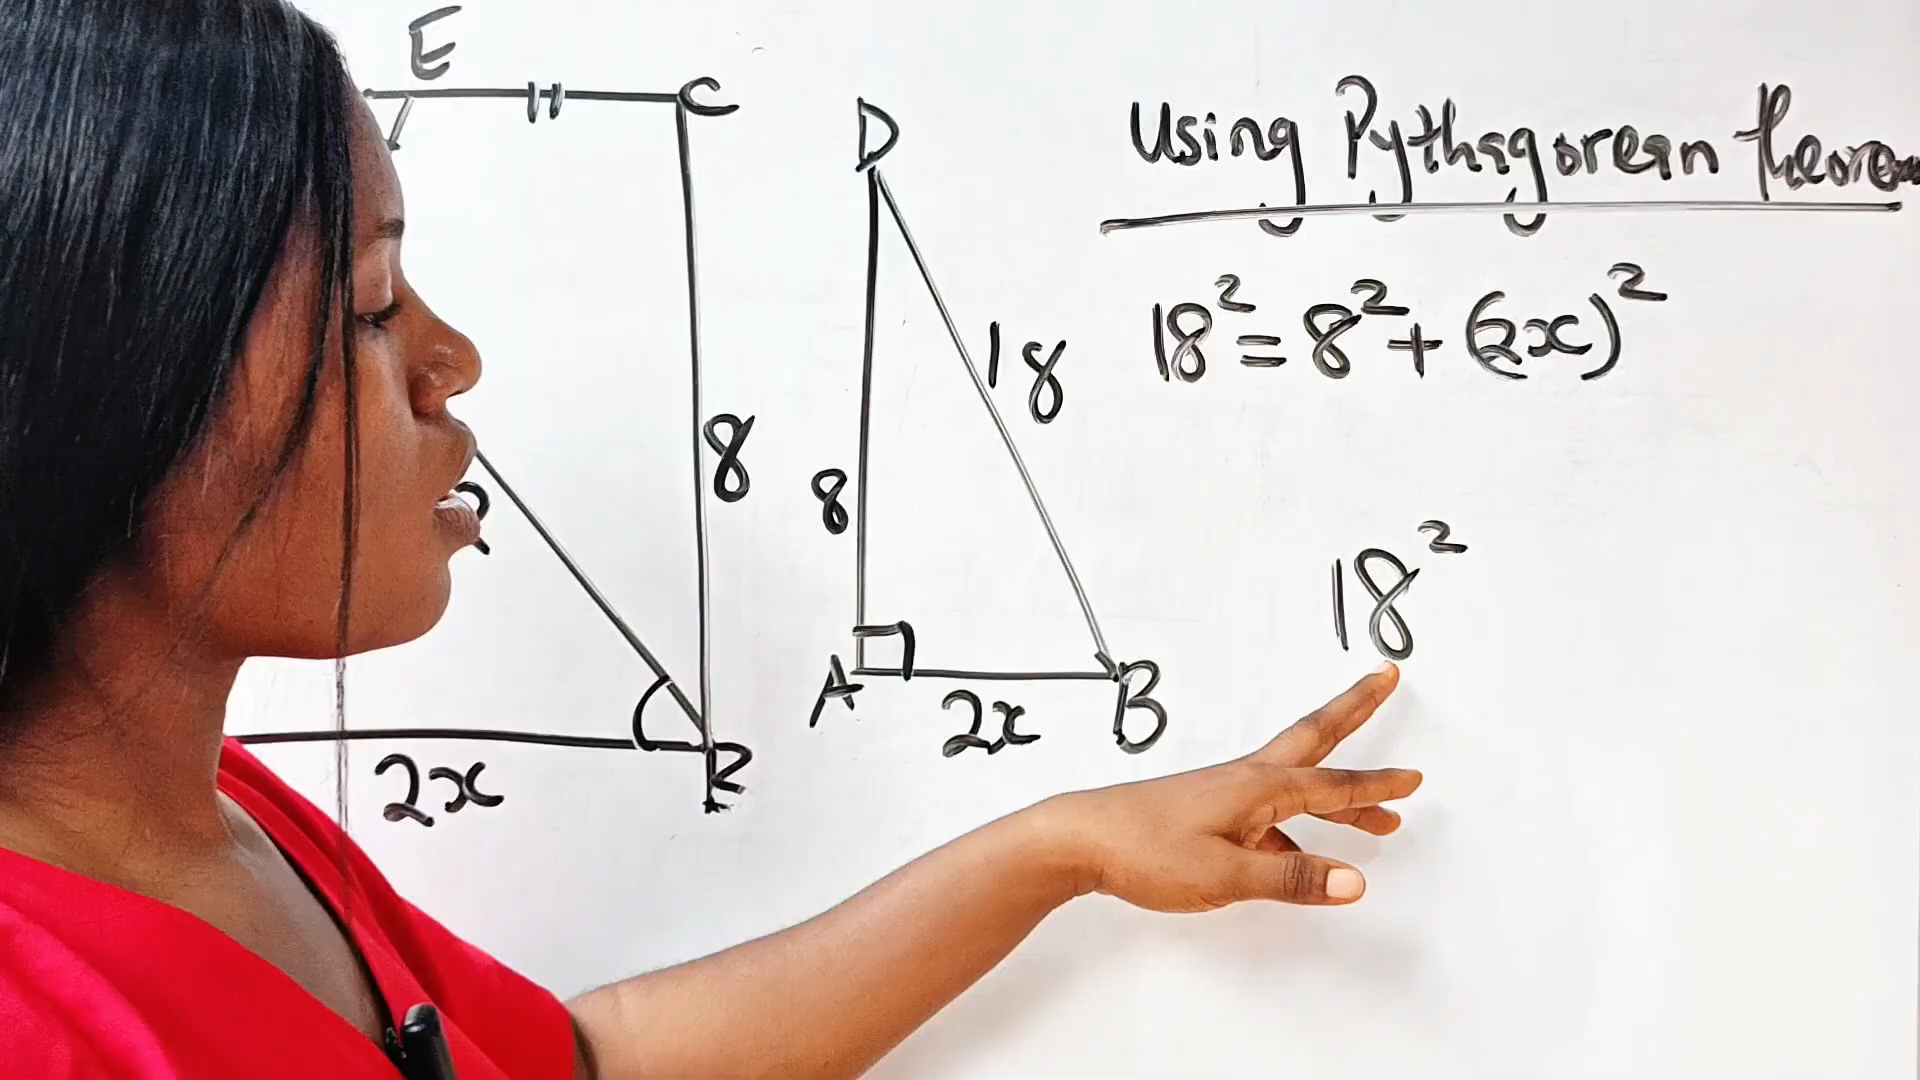 E
C
8
2x
B
D
18
8
A
2x
B
Using Pythagorean theorem
18² = 8² + (2x)²
18²